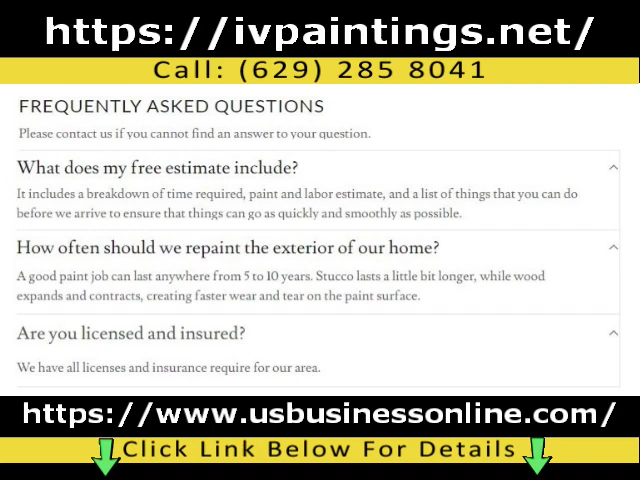 https://ivpaintings.net/
Call: (629) 285 8041
FREQUENTLY ASKED QUESTIONS
Please contact us if you cannot find an answer to your question.
What does my free estimate include?
It includes a breakdown of time required, paint and labor estimate, and a list of things that you can do
before we arrive to ensure that things can go as quickly and smoothly as possible.
How often should we repaint the exterior of our home?
A good paint job can last anywhere from 5 to 10 years. Stucco lasts a little bit longer, while wood
expands and contracts, creating faster wear and tear on the paint surface.
Are you licensed and insured?
We have all licenses and insurance require for our area.
https://www.usbusinessonline.com/
Click Link Below For Details